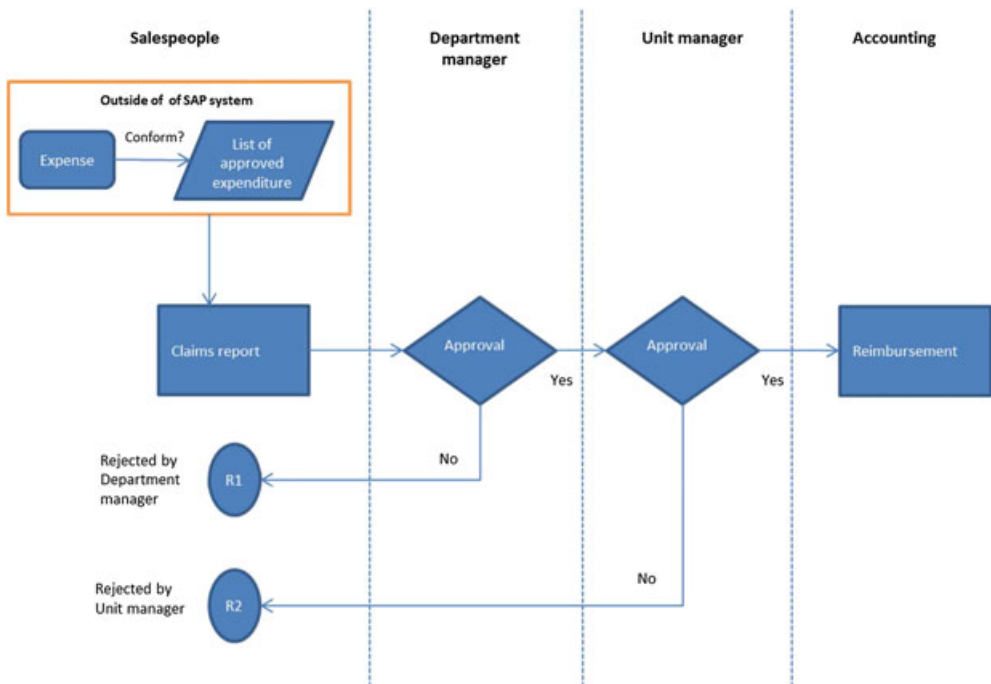 Salespeople
Department
manager
Unit manager
Accounting
Outside of of SAP system
Expense
Conform?
List of
approved
expenditure
Claims report
Approval
Yes
Approval
Yes
Reimbursement
No
Rejected by
Department
manager
R1
No
Rejected by
Unit manager
R2